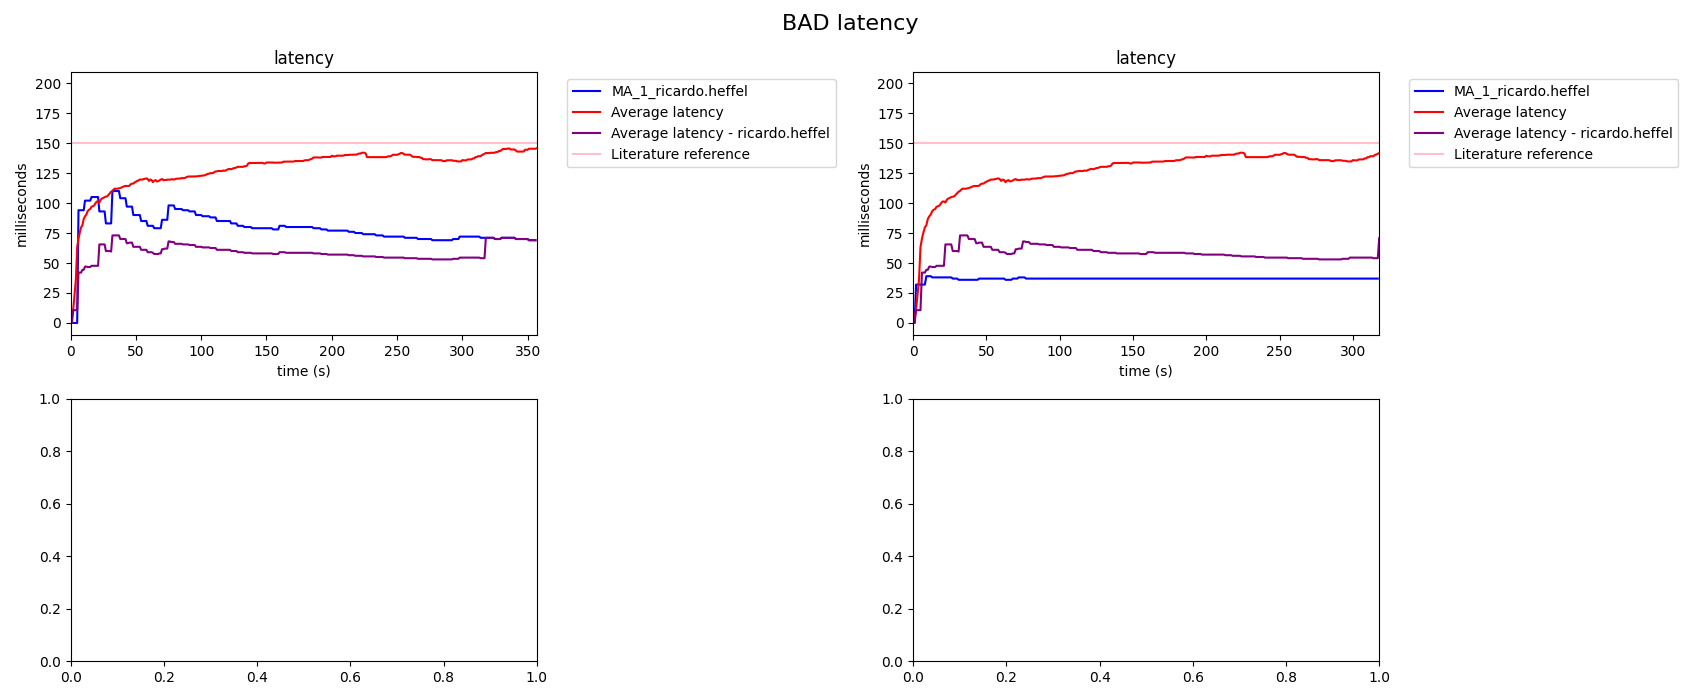 BAD latency
latency
200
175
150
125
100
75
50
25
0
milliseconds
0 50 100 150 200 250 300 350
time (s)
MA_1_ricardo.heffel
Average latency
Average latency - ricardo.heffel
Literature reference
latency
200
175
150
125
100
75
50
25
0
milliseconds
0 50 100 150 200 250 300
time (s)
MA_1_ricardo.heffel
Average latency
Average latency - ricardo.heffel
Literature reference
1.0
0.8
0.6
0.4
0.2
0.0
0.0 0.2 0.4 0.6 0.8 1.0
1.0
0.8
0.6
0.4
0.2
0.0
0.0 0.2 0.4 0.6 0.8 1.0